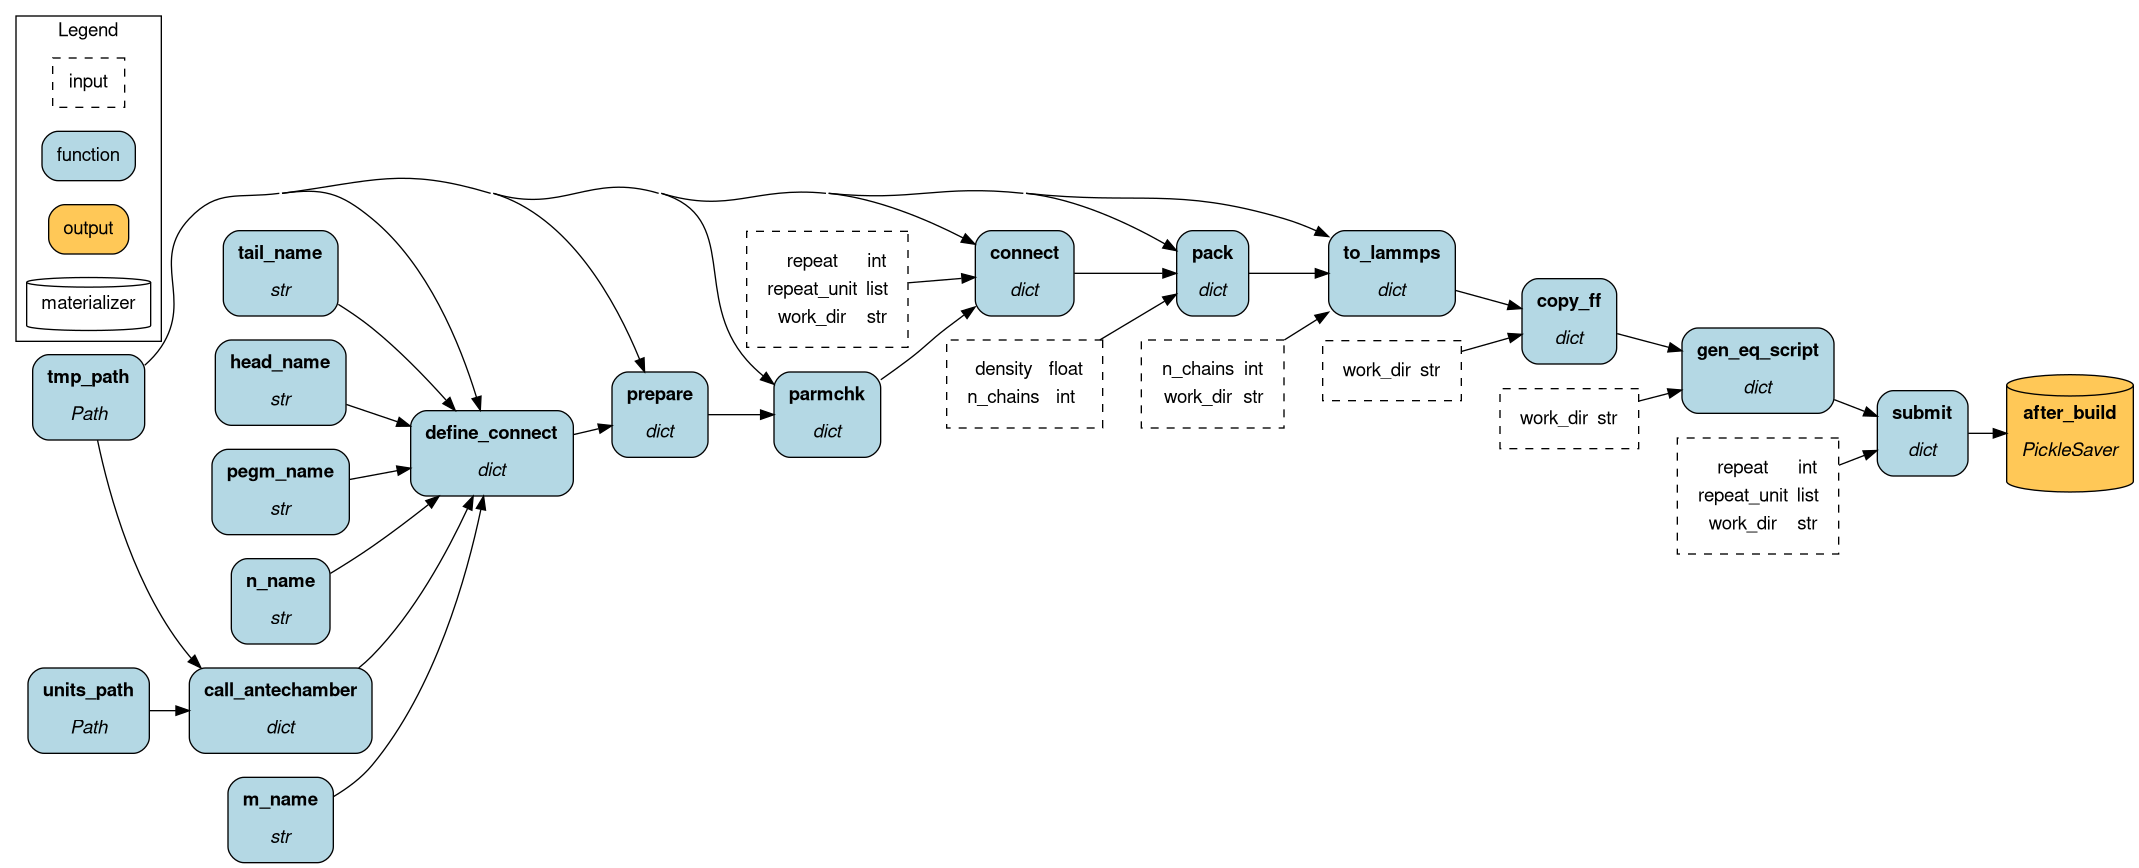 Legend
input
function
output
materializer
tmp_path
Path
units_path
Path
tail_name
str
head_name
str
pegm_name
str
n_name
str
call_antechamber
dict
m_name
str
define_connect
dict
prepare
dict
parmchk
dict
repeat int
repeat_unit list
work_dir str
connect
dict
density float
n_chains int
pack
dict
n_chains int
work_dir str
to_lammps
dict
work_dir str
copy_ff
dict
work_dir str
gen_eq_script
dict
repeat int
repeat_unit list
work_dir str
submit
dict
after_build
PickleSaver